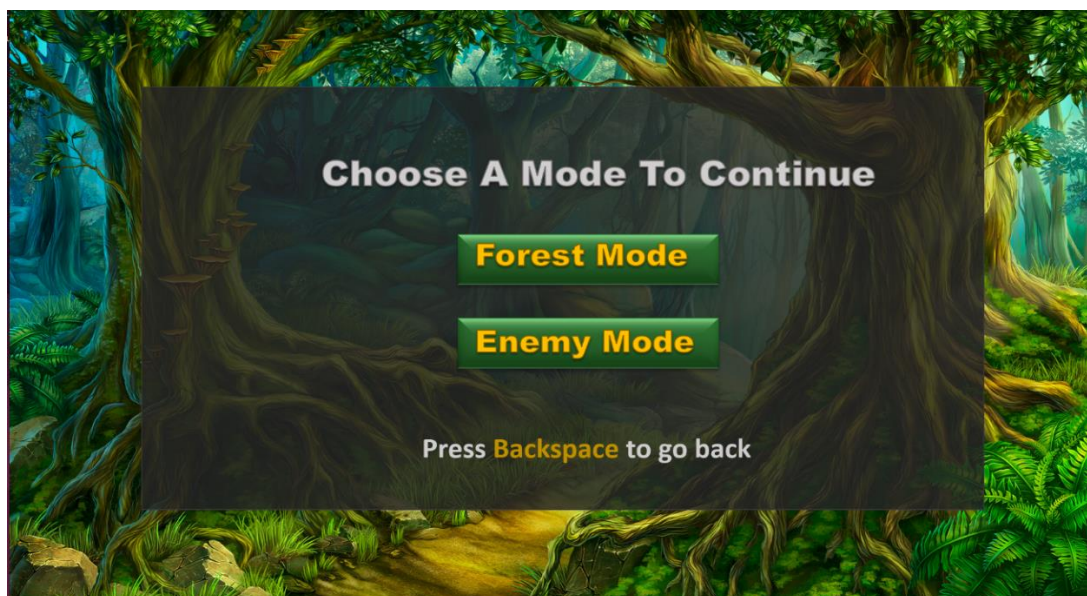 Choose A Mode To Continue
Forest Mode
Enemy Mode
Press Backspace to go back